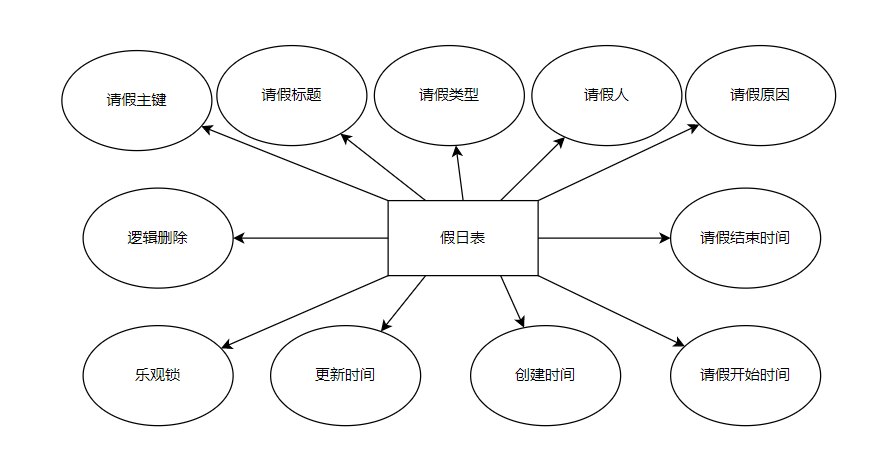 请假主键
请假标题
请假类型
请假人
请假原因
逻辑删除
假日表
请假结束时间
乐观锁
更新时间
创建时间
请假开始时间